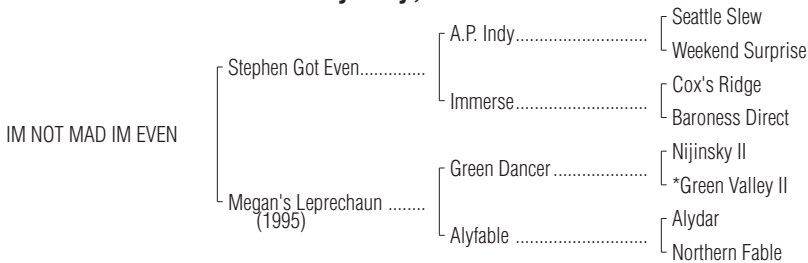 Seattle Slew
A.P. Indy
Weekend Surprise
Stephen Got Even
Cox's Ridge
Immerse
Baroness Direct
IM NOT MAD IM EVEN
Nijinsky II
Green Dancer
*Green Valley II
Megan's Leprechaun
(1995)
Alydar
Alyfable
Northern Fable